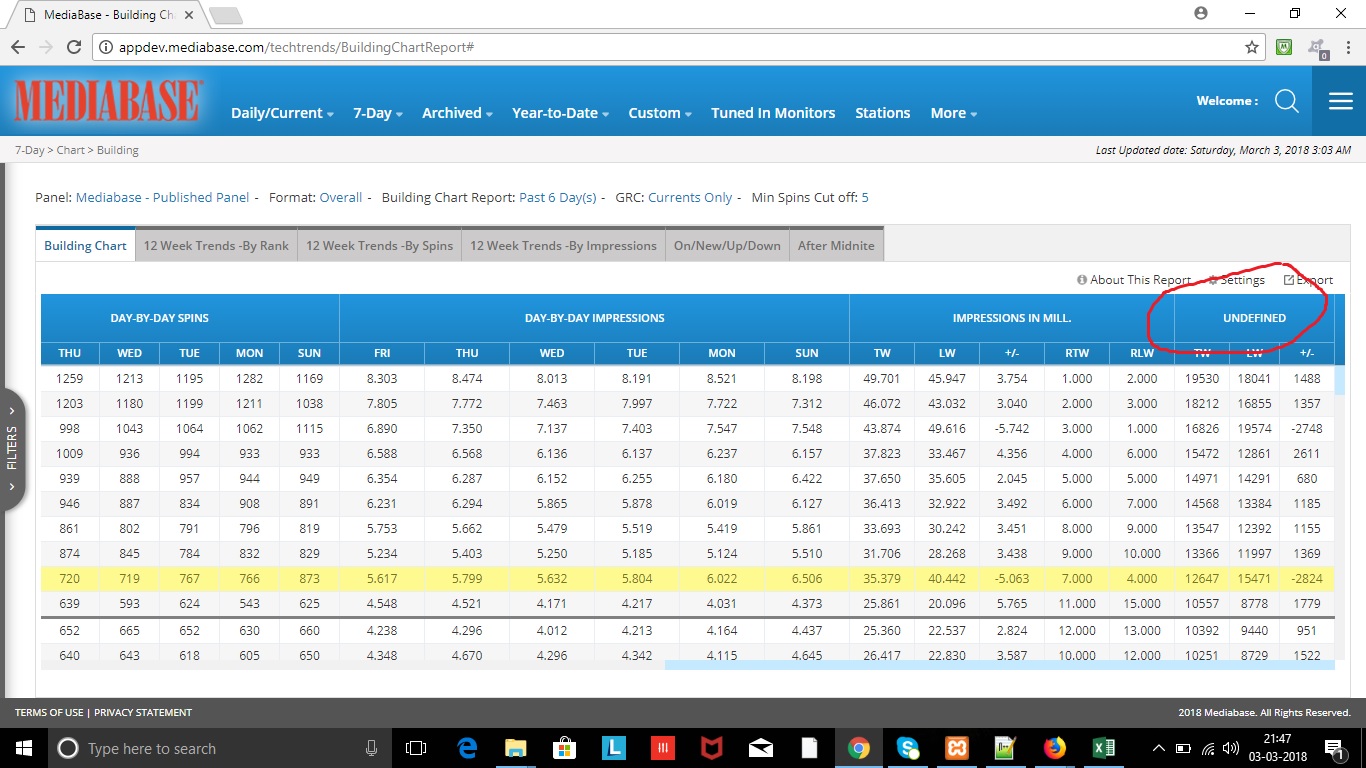 MediaBase - Building Ch
appdev.mediabase.com/techtrends/BuildingChartReport#
0
MEDIABASE
Daily/Current 7-Day Archived Year-to-Date Custom Tuned In Monitors Stations More
Welcome :
7-Day > Chart > Building
Last Updated date: Saturday, March 3, 2018 3:03 AM
Panel: Mediabase - Published Panel - Format: Overall - Building Chart Report: Past 6 Day(s) - GRC: Currents Only - Min Spins Cut off: 5
Building Chart 12 Week Trends -By Rank 12 Week Trends -By Spins 12 Week Trends -By Impressions On/New/Up/Down After Midnite
About This Report Settings Export
DAY-BY-DAY SPINS DAY-BY-DAY IMPRESSIONS IMPRESSIONS IN MILL. UNDEFINED
THU WED TUE MON SUN FRI THU WED TUE MON SUN TW LW +/- RTW RLW TW LW +/-
1259 1213 1195 1282 1169 8.303 8.474 8.013 8.191 8.521 8.198 49.701 45.947 3.754 1.000 2.000 19530 18041 1488
1203 1180 1199 1211 1038 7.805 7.772 7.463 7.997 7.722 7.312 46.072 43.032 3.040 2.000 3.000 18212 16855 1357
998 1043 1064 1062 1115 6.890 7.350 7.137 7.403 7.547 7.548 43.874 49.616 -5.742 3.000 1.000 16826 19574 -2748
1009 936 994 933 933 6.588 6.568 6.136 6.137 6.237 6.157 37.823 33.467 4.356 4.000 6.000 15472 12861 2611
939 888 957 944 949 6.354 6.287 6.152 6.255 6.180 6.422 37.650 35.605 2.045 5.000 5.000 14971 14291 680
946 887 834 908 891 6.231 6.294 5.865 5.878 6.019 6.127 36.413 32.922 3.492 6.000 7.000 14568 13384 1185
861 802 791 796 819 5.753 5.662 5.479 5.519 5.419 5.861 33.693 30.242 3.451 8.000 9.000 13547 12392 1155
874 845 784 832 829 5.234 5.403 5.250 5.185 5.124 5.510 31.706 28.268 3.438 9.000 10.000 13366 11997 1369
720 719 767 766 873 5.617 5.799 5.632 5.804 6.022 6.506 35.379 40.442 -5.063 7.000 4.000 12647 15471 -2824
639 593 624 543 625 4.548 4.521 4.171 4.217 4.031 4.373 25.861 20.096 5.765 11.000 15.000 10557 8778 1779
652 665 652 630 660 4.238 4.296 4.012 4.213 4.164 4.437 25.360 22.537 2.824 12.000 13.000 10392 9440 951
640 643 618 605 650 4.348 4.670 4.296 4.342 4.115 4.645 26.417 22.830 3.587 10.000 12.000 10251 8729 1522
FILTERS
TERMS OF USE | PRIVACY STATEMENT
2018 Mediabase. All Rights Reserved.
Type here to search
L
21:47
03-03-2018
1